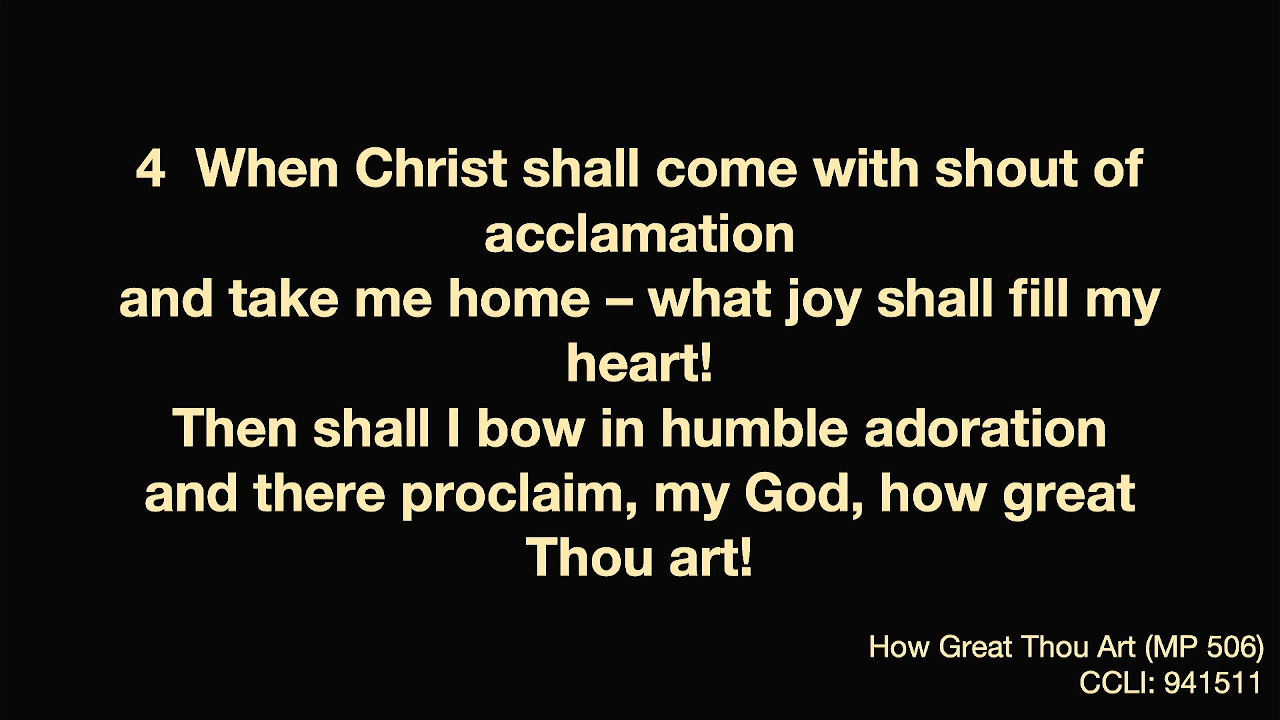 4 When Christ shall come with shout of
acclamation
and take me home – what joy shall fill my
heart!
Then shall I bow in humble adoration
and there proclaim, my God, how great
Thou art!
How Great Thou Art (MP 506)
CCLI: 941511